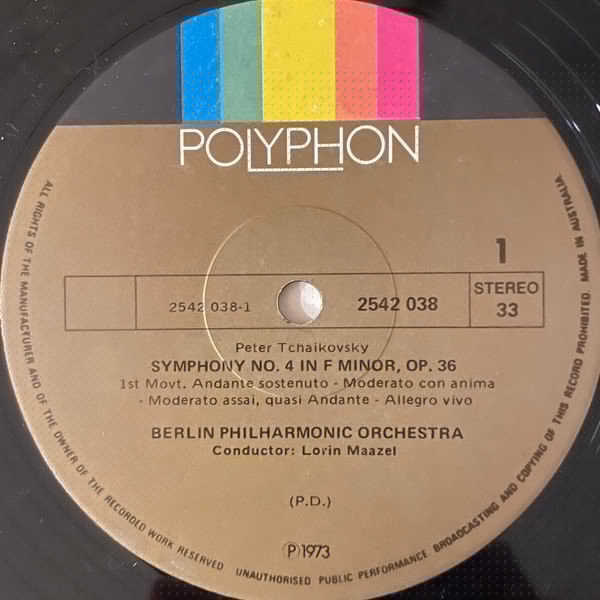 POLYPHON
1
2542 038-1
2542 038
STEREO
33
Peter Tchaikovsky
SYMPHONY NO. 4 IN F MINOR, OP. 36
1st Movt. Andante sostenuto - Moderato con anima
- Moderato assai, quasi Andante - Allegro vivo
BERLIN PHILHARMONIC ORCHESTRA
Conductor: Lorin Maazel
(P.D.)
Ⓟ1973
ALL RIGHTS OF THE MANUFACTURER AND OF THE OWNER OF THE RECORDED WORK RESERVED UNAUTHORISED PUBLIC PERFORMANCE BROADCASTING AND COPYING OF THIS RECORD PROHIBITED. MADE IN AUSTRALIA.